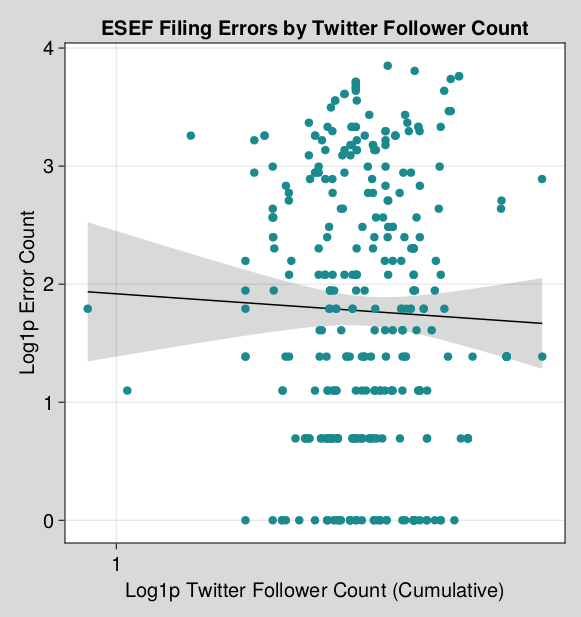 ESEF Filing Errors by Twitter Follower Count
4
3
2
1
0
Log1p Error Count
1
Log1p Twitter Follower Count (Cumulative)